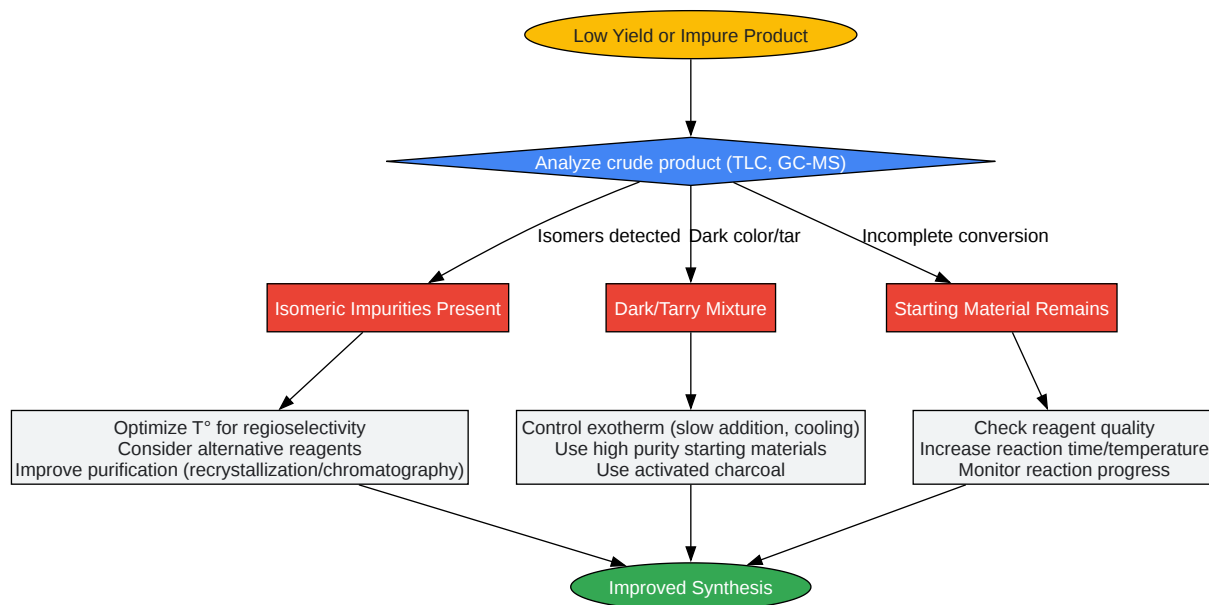 Low Yield or Impure Product
Analyze crude product (TLC, GC-MS)
Isomers detected
Dark color/tar
Incomplete conversion
Isomeric Impurities Present
Dark/Tarry Mixture
Starting Material Remains
Optimize T° for regioselectivity
Consider alternative reagents
Improve purification (recrystallization/chromatography)
Control exotherm (slow addition, cooling)
Use high purity starting materials
Use activated charcoal
Check reagent quality
Increase reaction time/temperature
Monitor reaction progress
Improved Synthesis